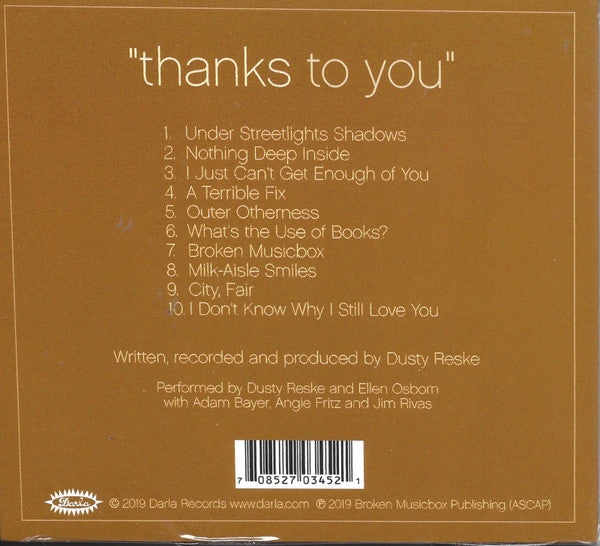 "thanks to you"
1. Under Streetlights Shadows
2. Nothing Deep Inside
3. I Just Can't Get Enough of You
4. A Terrible Fix
5. Outer Otherness
6. What's the Use of Books?
7. Broken Musicbox
8. Milk-Aisle Smiles
9. City, Fair
10. I Don't Know Why I Still Love You
Written, recorded and produced by Dusty Reske
Performed by Dusty Reske and Ellen Osborn
with Adam Bayer, Angie Fritz and Jim Rivas
7 08527 03452 1
Darla © 2019 Darla Records www.darla.com ℗ 2019 Broken Musicbox Publishing (ASCAP)